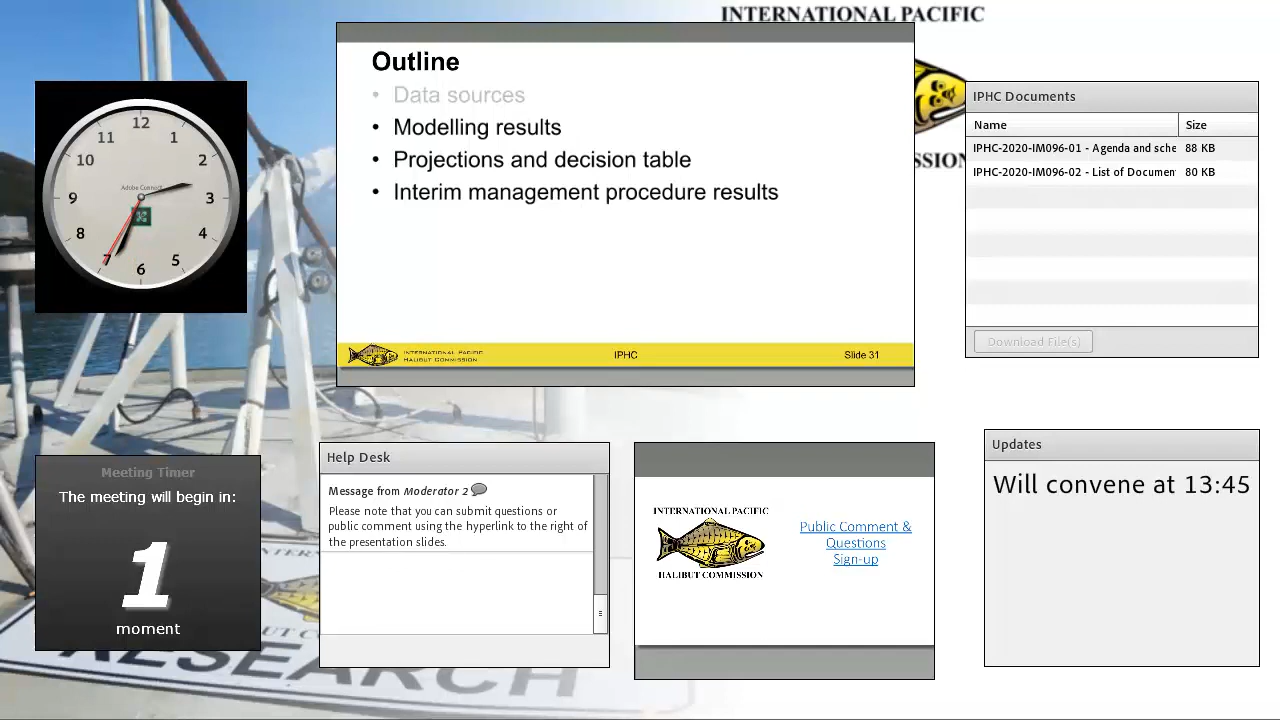 INTERNATIONAL PACIFIC
Outline
• Data sources
• Modelling results
• Projections and decision table
• Interim management procedure results
INTERNATIONAL PACIFIC
HALIBUT COMMISSION
IPHC
Slide 31
12
1
2
3
4
5
6
7
8
9
10
11
Adobe Connect
IPHC Documents
Name Size
IPHC-2020-IM096-01 - Agenda and sche 88 KB
IPHC-2020-IM096-02 - List of Documen 80 KB
Download File(s)
Meeting Timer
The meeting will begin in:
1
moment
Help Desk
Message from Moderator 2
Please note that you can submit questions or
public comment using the hyperlink to the right of
the presentation slides.
INTERNATIONAL PACIFIC
HALIBUT COMMISSION
Public Comment &
Questions
Sign-up
Updates
Will convene at 13:45
RESEARCH